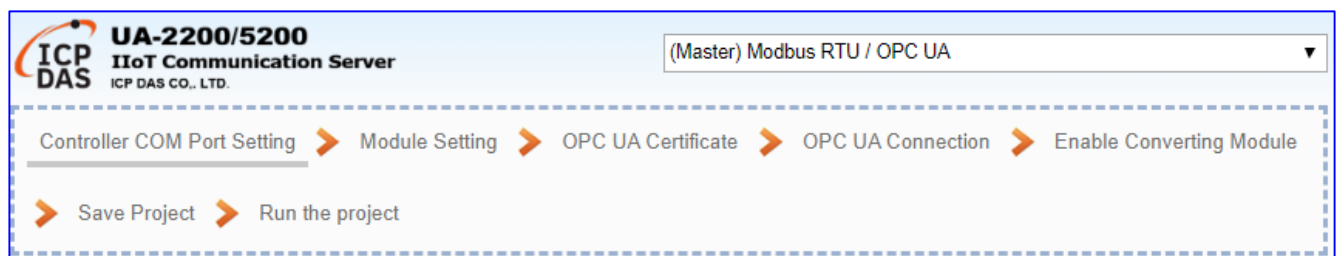 ICP
DAS
UA-2200/5200
IIoT Communication Server
ICP DAS CO,. LTD.
(Master) Modbus RTU / OPC UA
Controller COM Port Setting Module Setting OPC UA Certificate OPC UA Connection Enable Converting Module
Save Project Run the project